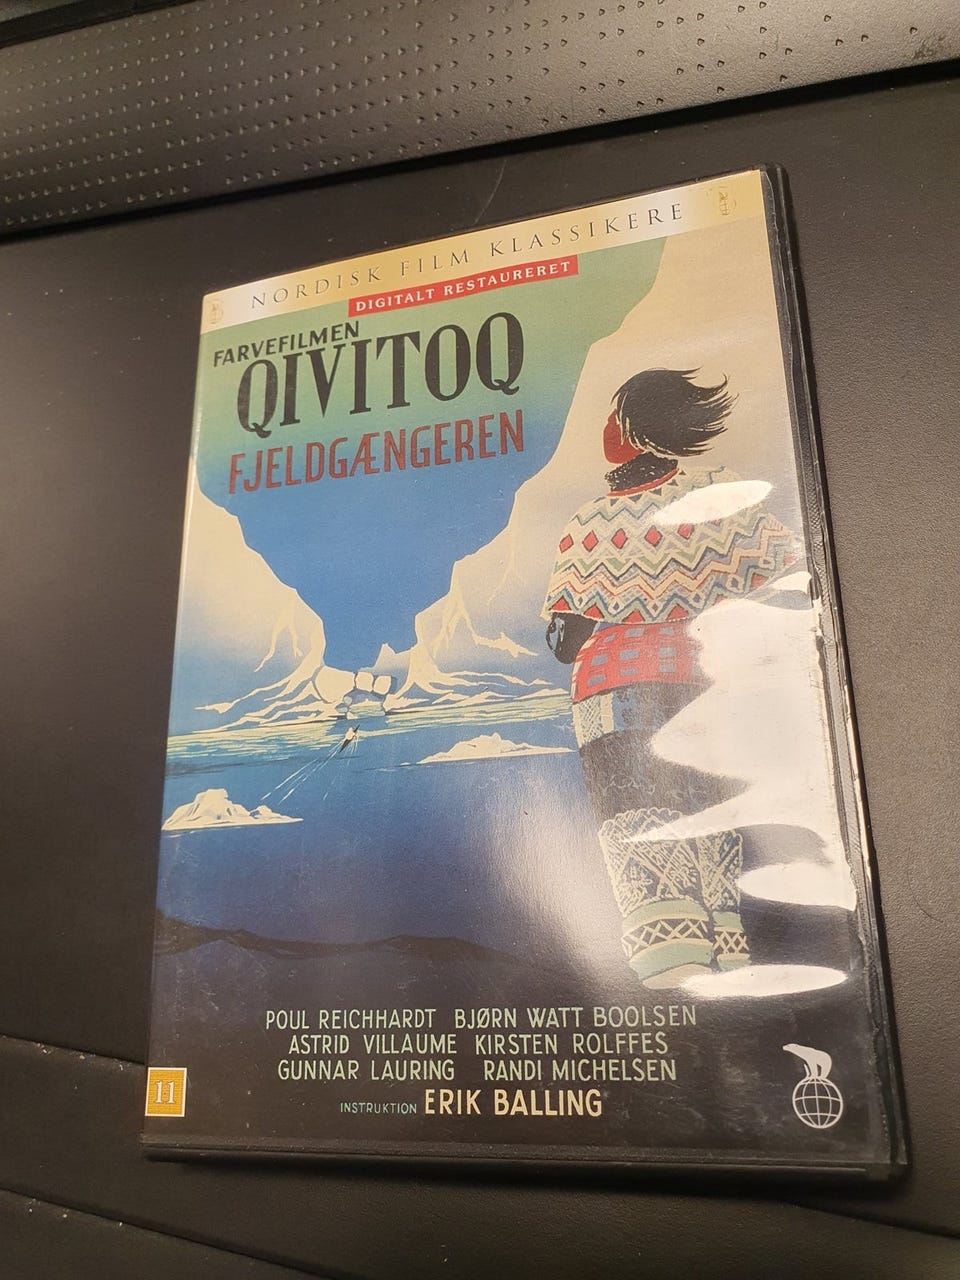 NORDISK FILM KLASSIKERE
DIGITALT RESTAURERET
FARVEFILMEN
QIVITOQ
FJELDGÆNGEREN
POUL REICHHARDT BJØRN WATT BOOLSEN
ASTRID VILLAUME KIRSTEN ROLFFES
GUNNAR LAURING RANDI MICHELSEN
INSTRUKTION ERIK BALLING
11